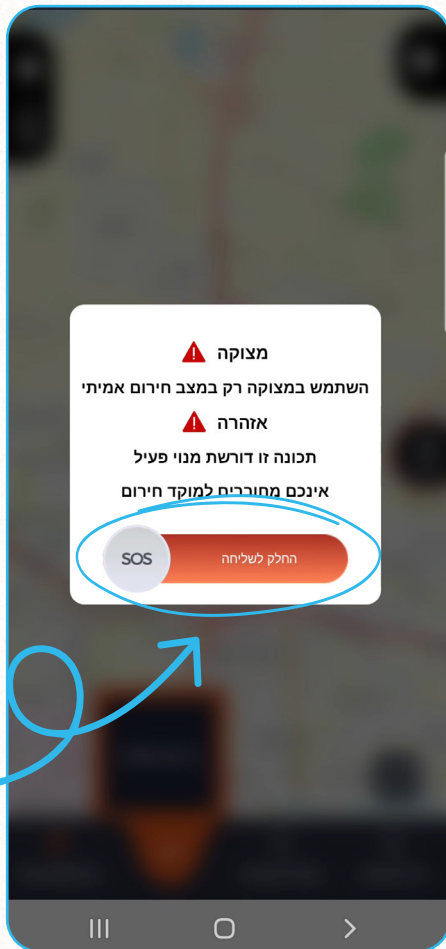 מצוקה
השתמש במצוקה רק במצב חירום אמיתי
אזהרה
תכונה זו דורשת מנוי פעיל
אינכם מחוברים למוקד חירום
החלק לשליחה
SOS